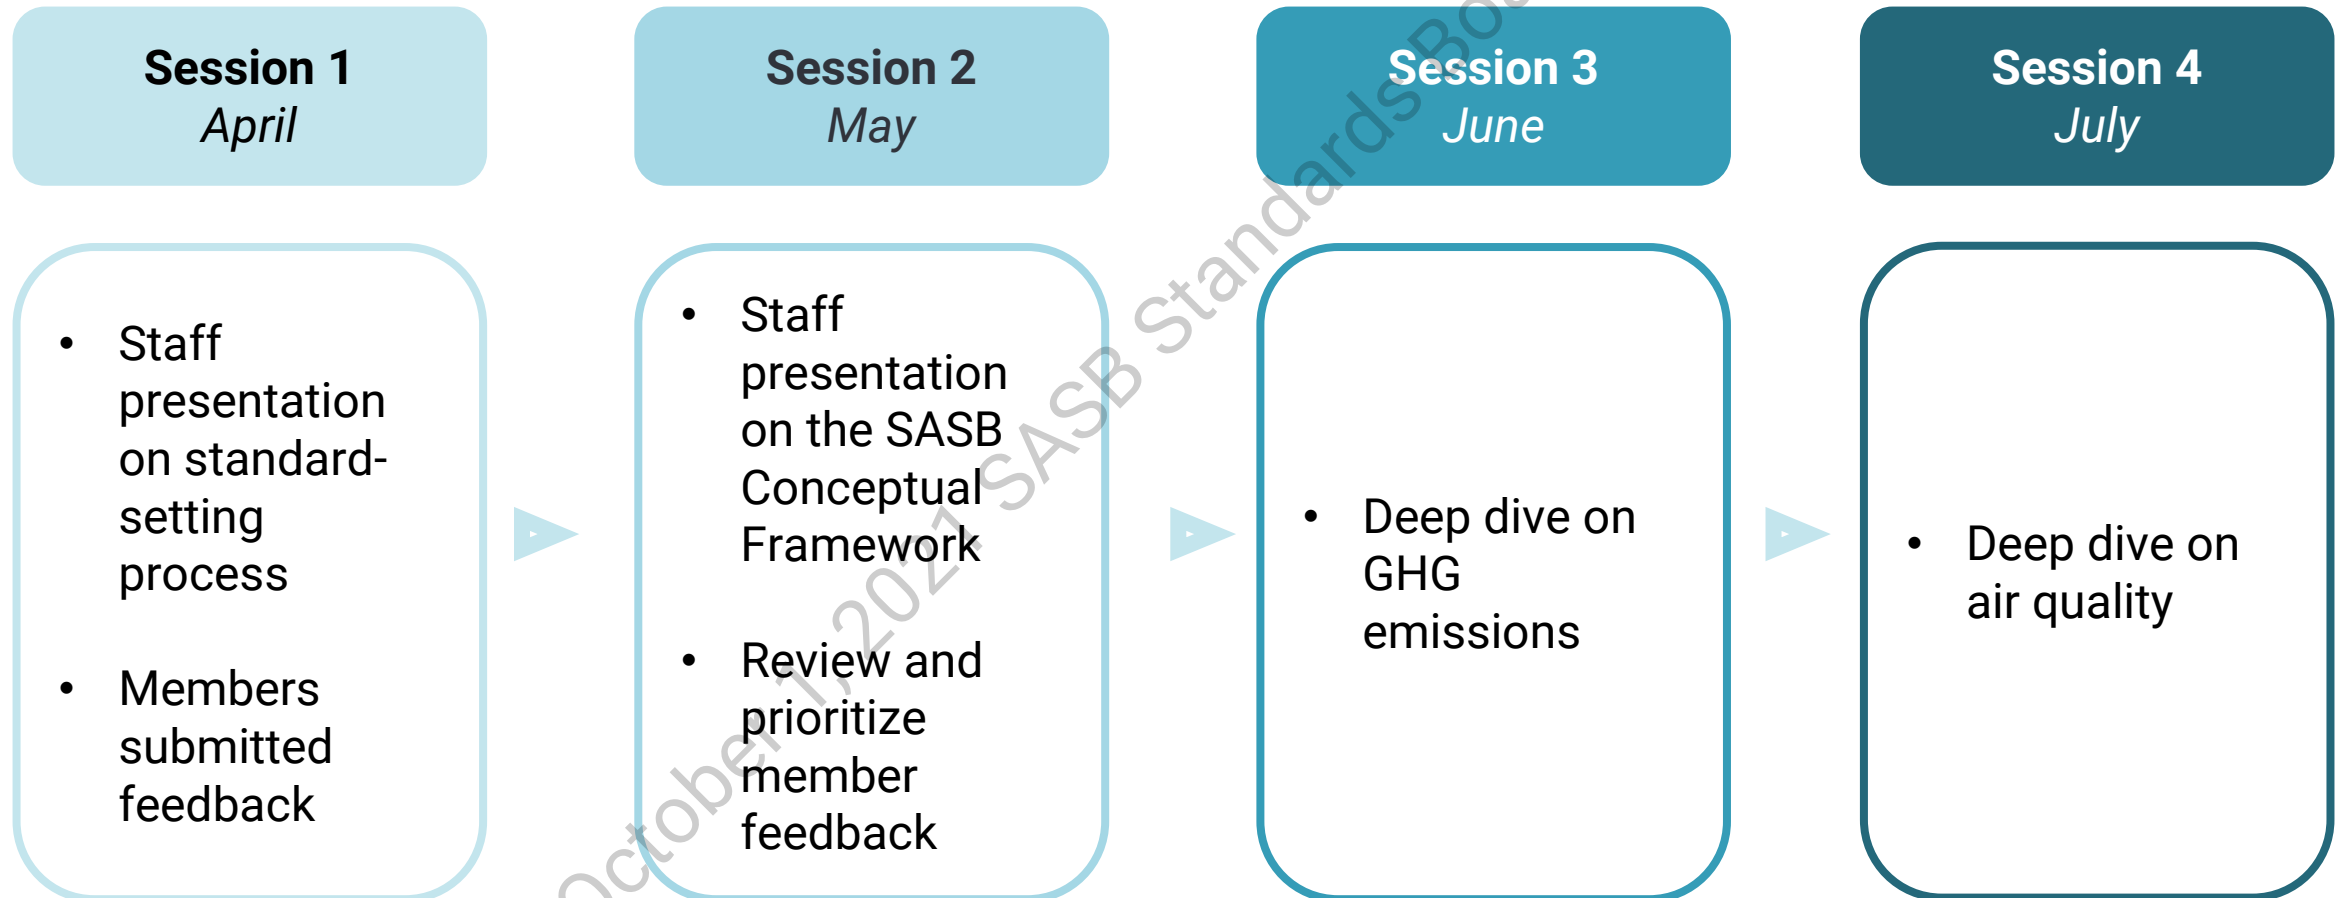 Session 1
April
Session 2
May
Session 3
June
Session 4
July
• Staff
presentation
on standard-
setting
process
• Members
submitted
feedback
• Staff
presentation
on the SASB
Conceptual
Framework
• Review and
prioritize
member
feedback
• Deep dive on
GHG
emissions
• Deep dive on
air quality
October 1, 2021 SASB Standards